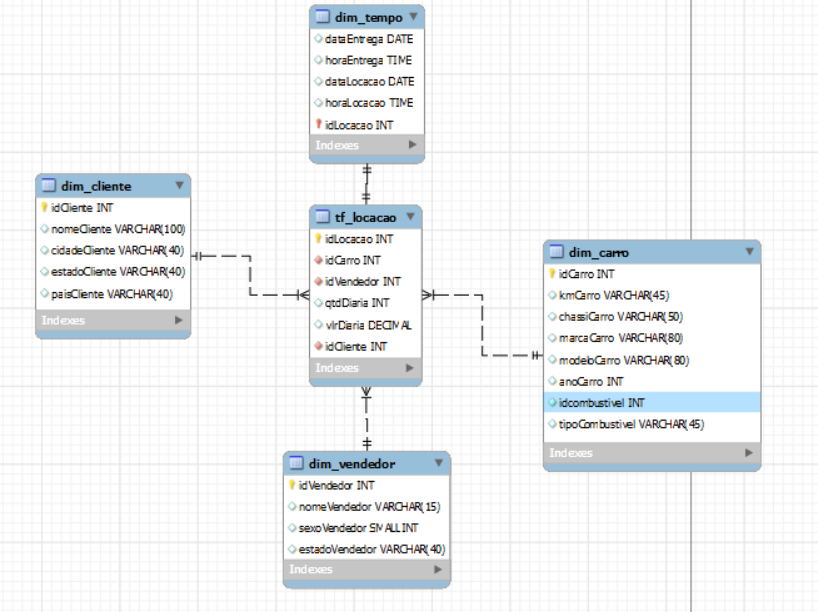 dim_tempo
dataEntrega DATE
horaEntrega TIME
dataLocacao DATE
horaLocacao TIME
idLocacao INT
Indexes
dim_cliente
idCliente INT
nomeCliente VARCHAR(100)
cidadeCliente VARCHAR(40)
estadoCliente VARCHAR(40)
paisCliente VARCHAR(40)
Indexes
tf_locacao
idLocacao INT
idCarro INT
idVendedor INT
qtdDiaria INT
vlrDiaria DECIMAL
idCliente INT
Indexes
dim_carro
idCarro INT
kmCarro VARCHAR(45)
chassiCarro VARCHAR(50)
marcaCarro VARCHAR(80)
modeloCarro VARCHAR(80)
anoCarro INT
idcombustivel INT
tipoCombustivel VARCHAR(45)
Indexes
dim_vendedor
idVendedor INT
nomeVendedor VARCHAR(15)
sexoVendedor SMALLINT
estadoVendedor VARCHAR(40)
Indexes